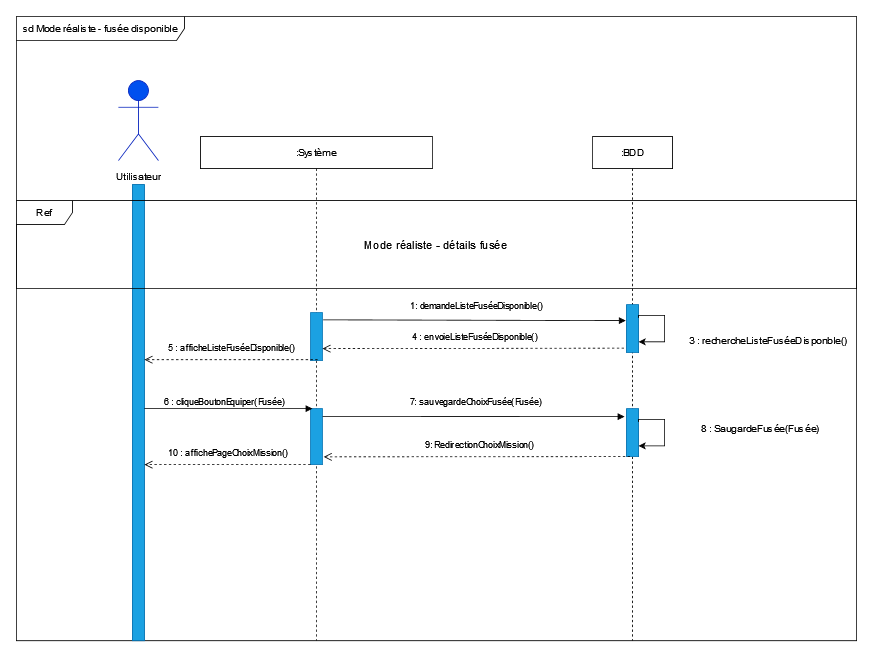 sd Mode réaliste - fusée disponible
:Système
:BDD
Utilisateur
Ref
Mode réaliste - détails fusée
1: demandeListeFuséeDisponible()
4 : envoieListeFuséeDisponible()
3 : rechercheListeFuséeDisponble()
5 : afficheListeFuséeDisponible()
6 : cliqueBoutonEquiper(Fusée)
7: sauvegardeChoixFusée(Fusée)
8 : SaugardeFusée(Fusée)
9: RedirectionChoixMission()
10 : affichePageChoixMission()